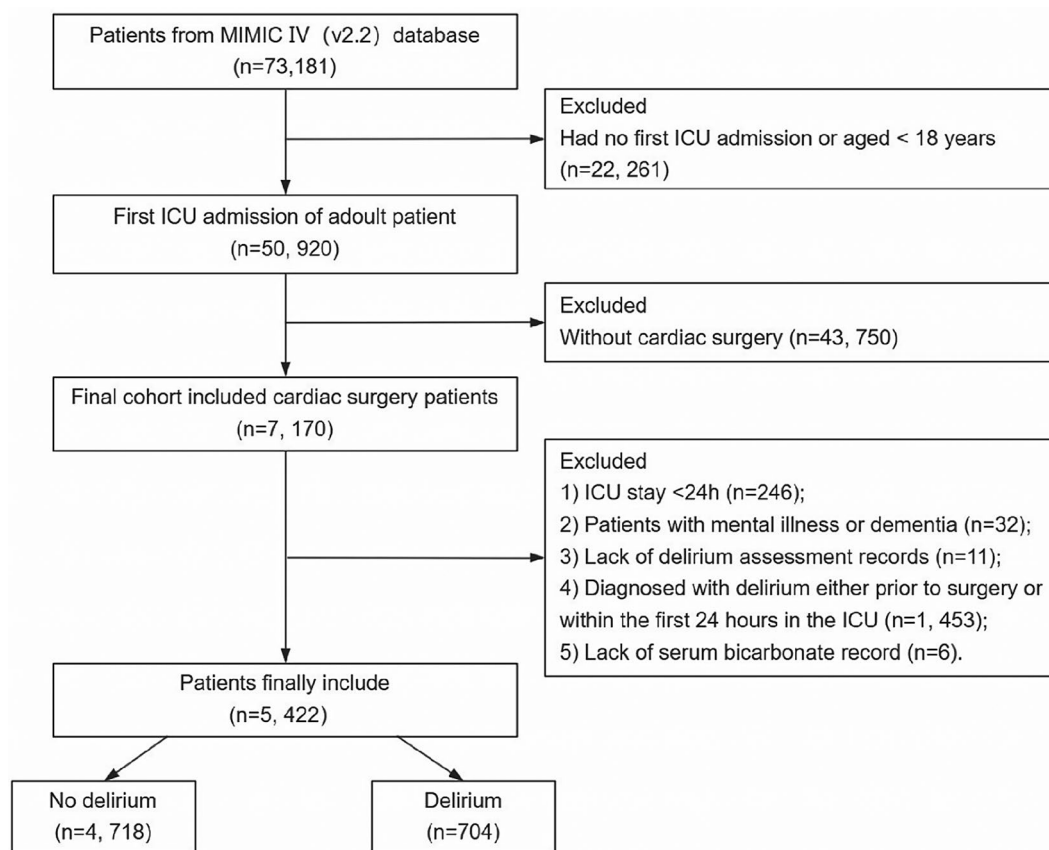 Patients from MIMIC IV（v2.2）database
(n=73,181)
Excluded
Had no first ICU admission or aged < 18 years
(n=22, 261)
First ICU admission of adoult patient
(n=50, 920)
Excluded
Without cardiac surgery (n=43, 750)
Final cohort included cardiac surgery patients
(n=7, 170)
Excluded
1) ICU stay <24h (n=246);
2) Patients with mental illness or dementia (n=32);
3) Lack of delirium assessment records (n=11);
4) Diagnosed with delirium either prior to surgery or
within the first 24 hours in the ICU (n=1, 453);
5) Lack of serum bicarbonate record (n=6).
Patients finally include
(n=5, 422)
No delirium
(n=4, 718)
Delirium
(n=704)